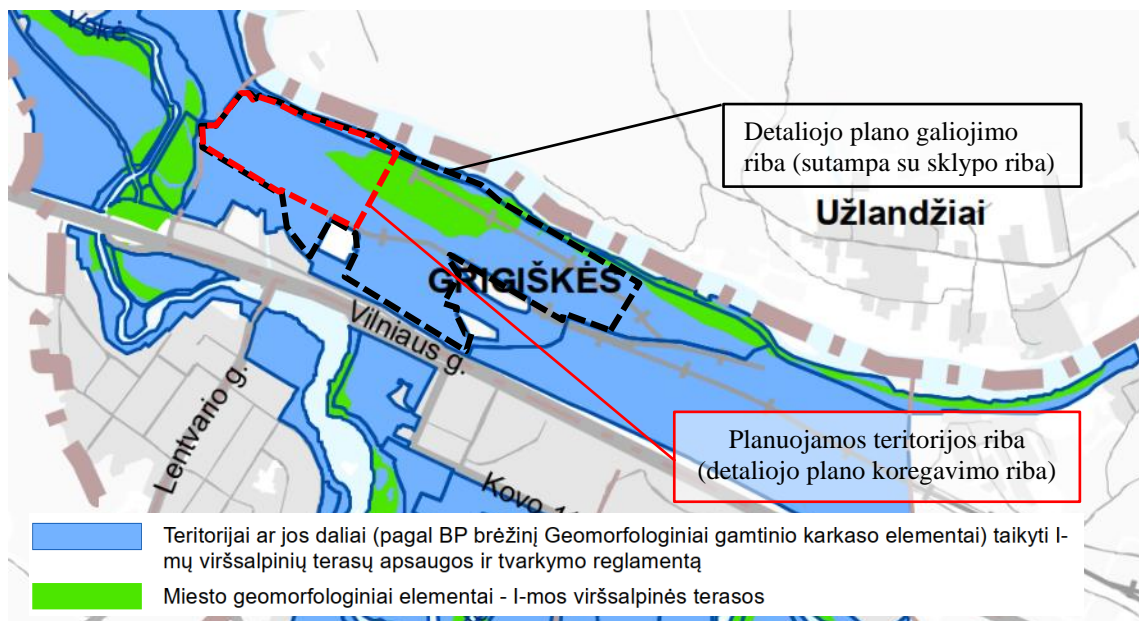 Vokė
Detaliojo plano galiojimo
riba (sutampa su sklypo riba)
Užlandžiai
GRIGIŠKĖS
Vilniaus g.
Lentvario g.
Planuojamos teritorijos riba
(detaliojo plano koregavimo riba)
Kovo
Teritorijai ar jos daliai (pagal BP brėžinį Geomorfologiniai gamtinio karkaso elementai) taikyti I-
mų viršsalpinių terasų apsaugos ir tvarkymo reglamentą
Miesto geomorfologiniai elementai - I-mos viršsalpinės terasos